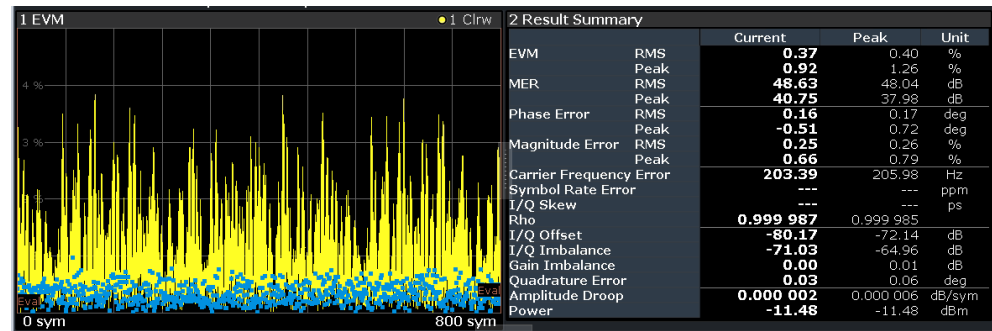 1 EVM
1 Clrw
4 %
3 %
Eval
Eval
0 sym
800 sym
2 Result Summary
Current Peak Unit
EVM RMS 0.37 0.40 %
Peak 0.92 1.26 %
MER RMS 48.63 48.04 dB
Peak 40.75 37.98 dB
Phase Error RMS 0.16 0.17 deg
Peak -0.51 0.72 deg
Magnitude Error RMS 0.25 0.26 %
Peak 0.66 0.79 %
Carrier Frequency Error 203.39 205.98 Hz
Symbol Rate Error --- --- ppm
I/Q Skew --- --- ps
Rho 0.999 987 0.999 985
I/Q Offset -80.17 -72.14 dB
I/Q Imbalance -71.03 -64.96 dB
Gain Imbalance 0.00 0.01 dB
Quadrature Error 0.03 0.06 deg
Amplitude Droop 0.000 002 0.000 006 dB/sym
Power -11.48 -11.48 dBm